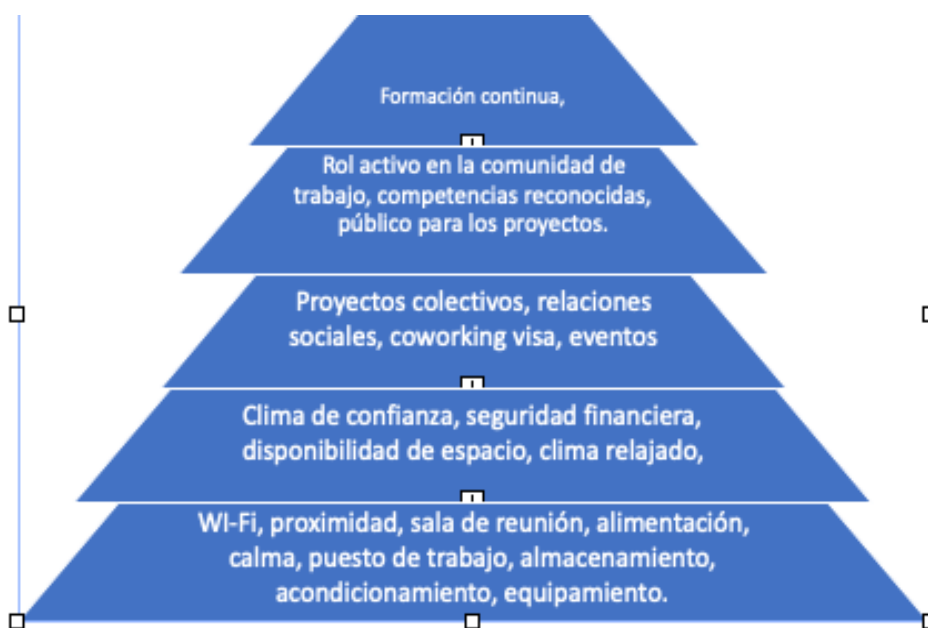 Formación continua,
Rol activo en la comunidad de
trabajo, competencias reconocidas,
público para los proyectos.
Proyectos colectivos, relaciones
sociales, coworking visa, eventos
Clima de confianza, seguridad financiera,
disponibilidad de espacio, clima relajado,
WI-Fi, proximidad, sala de reunión, alimentación,
calma, puesto de trabajo, almacenamiento,
acondicionamiento, equipamiento.